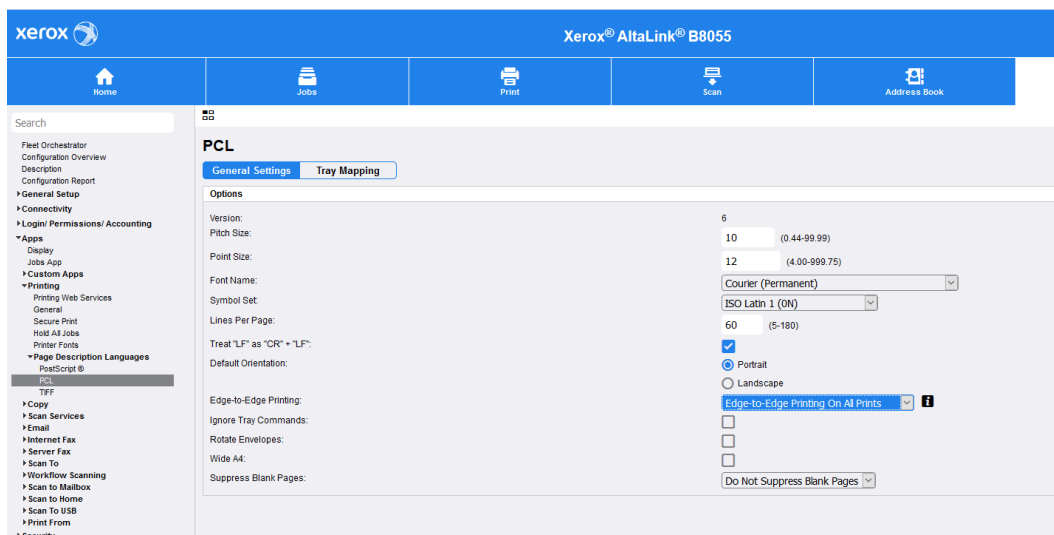 xerox
Xerox® AltaLink® B8055
Home
Jobs
Print
Scan
Address Book
Search
Fleet Orchestrator
Configuration Overview
Description
Configuration Report
General Setup
Connectivity
Login/ Permissions/ Accounting
Apps
Display
Jobs App
Custom Apps
Printing
Printing Web Services
General
Secure Print
Hold All Jobs
Printer Fonts
Page Description Languages
PostScript ®
PCL
TIFF
Copy
Scan Services
Email
Internet Fax
Server Fax
Scan To
Workflow Scanning
Scan to Mailbox
Scan to Home
Scan To USB
Print From
PCL
General Settings Tray Mapping
Options
Version: 6
Pitch Size: 10 (0.44-99.99)
Point Size: 12 (4.00-999.75)
Font Name: Courier (Permanent)
Symbol Set: ISO Latin 1 (0N)
Lines Per Page: 60 (5-180)
Treat "LF" as "CR" + "LF":
Default Orientation: Portrait
Landscape
Edge-to-Edge Printing: Edge-to-Edge Printing On All Prints i
Ignore Tray Commands:
Rotate Envelopes:
Wide A4:
Suppress Blank Pages: Do Not Suppress Blank Pages